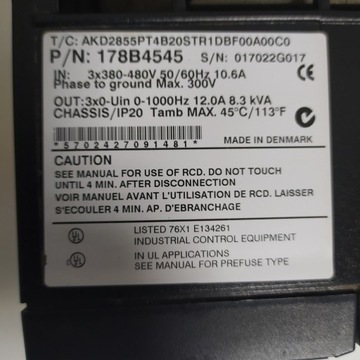 T/C: AKD2855PT4B20STR1DBF00A00C0
P/N: 178B4545 S/N: 017022G017
IN: 3x380-480V 50/60Hz 10.6A
Phase to ground Max. 300V
OUT: 3x0-Uin 0-1000Hz 12.0A 8.3 kVA
CHASSIS/IP20 Tamb MAX. 45°C/113°F
*5702427091481* MADE IN DENMARK
CAUTION
SEE MANUAL FOR USE OF RCD. DO NOT TOUCH
UNTIL 4 MIN. AFTER DISCONNECTION
VOIR MANUEL AVANT L'UTILISATION DE RCD. LAISSER
S'ECOULER 4 MIN. AP. D'EBRANCHAGE
LISTED 76X1 E134261
INDUSTRIAL CONTROL EQUIPMENT
IN UL APPLICATIONS
SEE MANUAL FOR PREFUSE TYPE